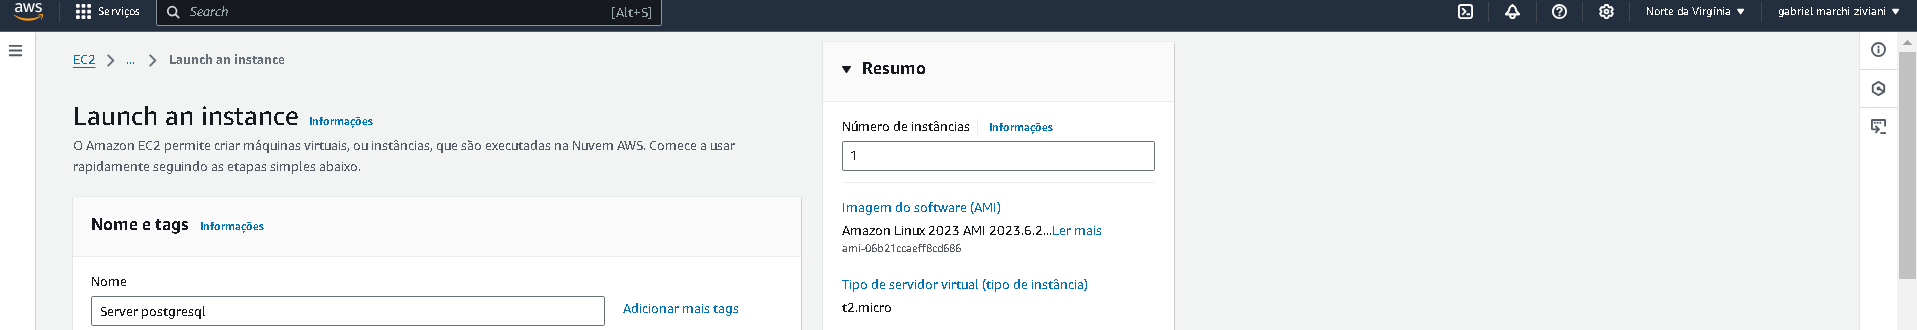 aws
Serviços
Search
[Alt+S]
Norte da Virgínia
gabriel marchi ziviani
EC2
...
Launch an instance
Launch an instance Informações
O Amazon EC2 permite criar máquinas virtuais, ou instâncias, que são executadas na Nuvem AWS. Comece a usar
rapidamente seguindo as etapas simples abaixo.
Nome e tags Informações
Nome
Server postgresql
Adicionar mais tags
Resumo
Número de instâncias Informações
1
Imagem do software (AMI)
Amazon Linux 2023 AMI 2023.6.2...Ler mais
ami-06b21ccaeff8cd686
Tipo de servidor virtual (tipo de instância)
t2.micro